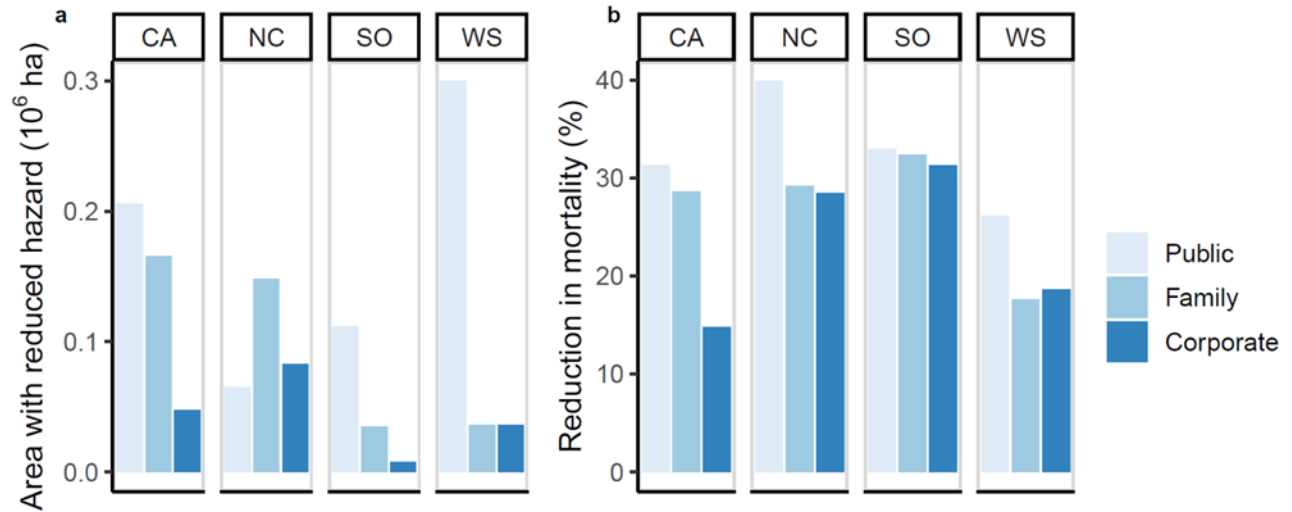 a
CA NC SO WS
Area with reduced hazard (10⁶ ha)
0.3
0.2
0.1
0.0
b
CA NC SO WS
Reduction in mortality (%)
40
30
20
10
0
Public
Family
Corporate